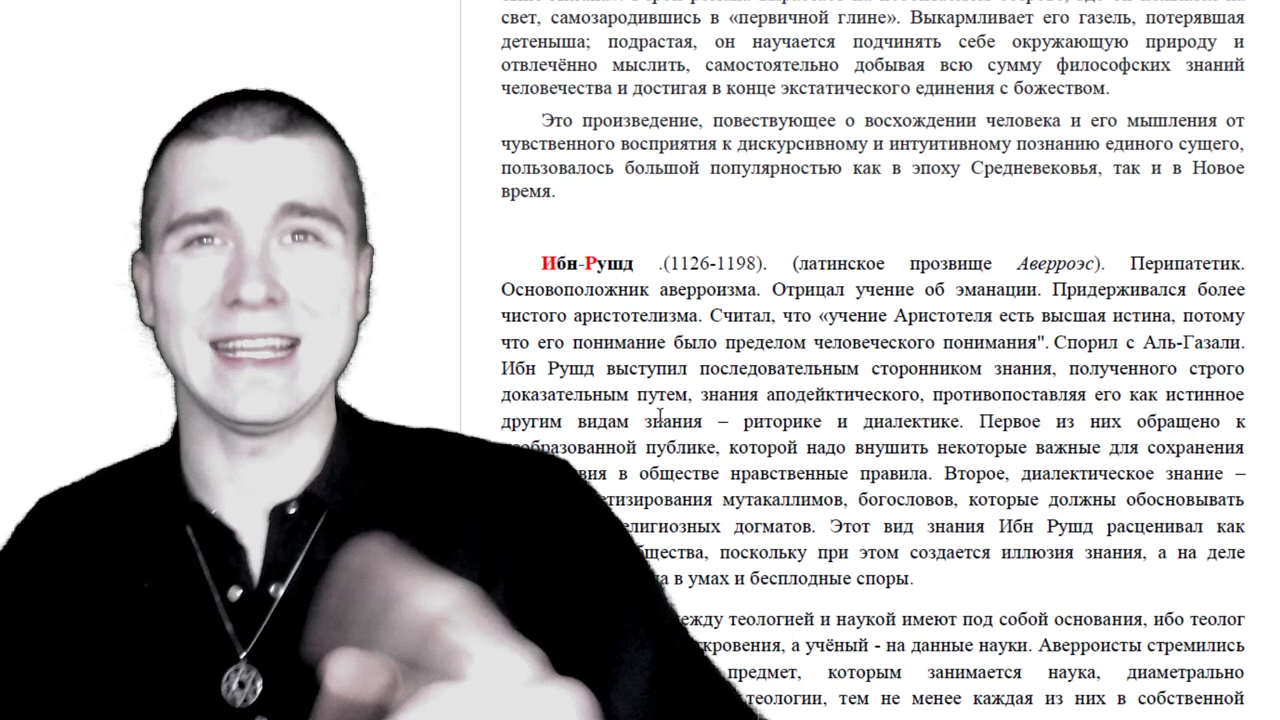 свет, самозародившись в «первичной глине». Выкармливает его газель, потерявшая
детеныша; подрастая, он научается подчинять себе окружающую природу и
отвлечённо мыслить, самостоятельно добывая всю сумму философских знаний
человечества и достигая в конце экстатического единения с божеством.
Это произведение, повествующее о восхождении человека и его мышления от
чувственного восприятия к дискурсивному и интуитивному познанию единого сущего,
пользовалось большой популярностью как в эпоху Средневековья, так и в Новое
время.
Ибн-Рушд .(1126-1198). (латинское прозвище Аверроэс). Перипатетик.
Основоположник аверроизма. Отрицал учение об эманации. Придерживался более
чистого аристотелизма. Считал, что «учение Аристотеля есть высшая истина, потому
что его понимание было пределом человеческого понимания". Спорил с Аль-Газали.
Ибн Рушд выступил последовательным сторонником знания, полученного строго
доказательным путем, знания аподейктического, противопоставляя его как истинное
другим видам знания – риторике и диалектике. Первое из них обращено к
публике, которой надо внушить некоторые важные для сохранения
в обществе нравственные правила. Второе, диалектическое знание –
мутакаллимов, богословов, которые должны обосновывать
религиозных догматов. Этот вид знания Ибн Рушд расценивал как
поскольку при этом создается иллюзия знания, а на деле
в умах и бесплодные споры.
теологией и наукой имеют под собой основания, ибо теолог
а учёный - на данные науки. Аверроисты стремились
предмет, которым занимается наука, диаметрально
теологии, тем не менее каждая из них в собственной